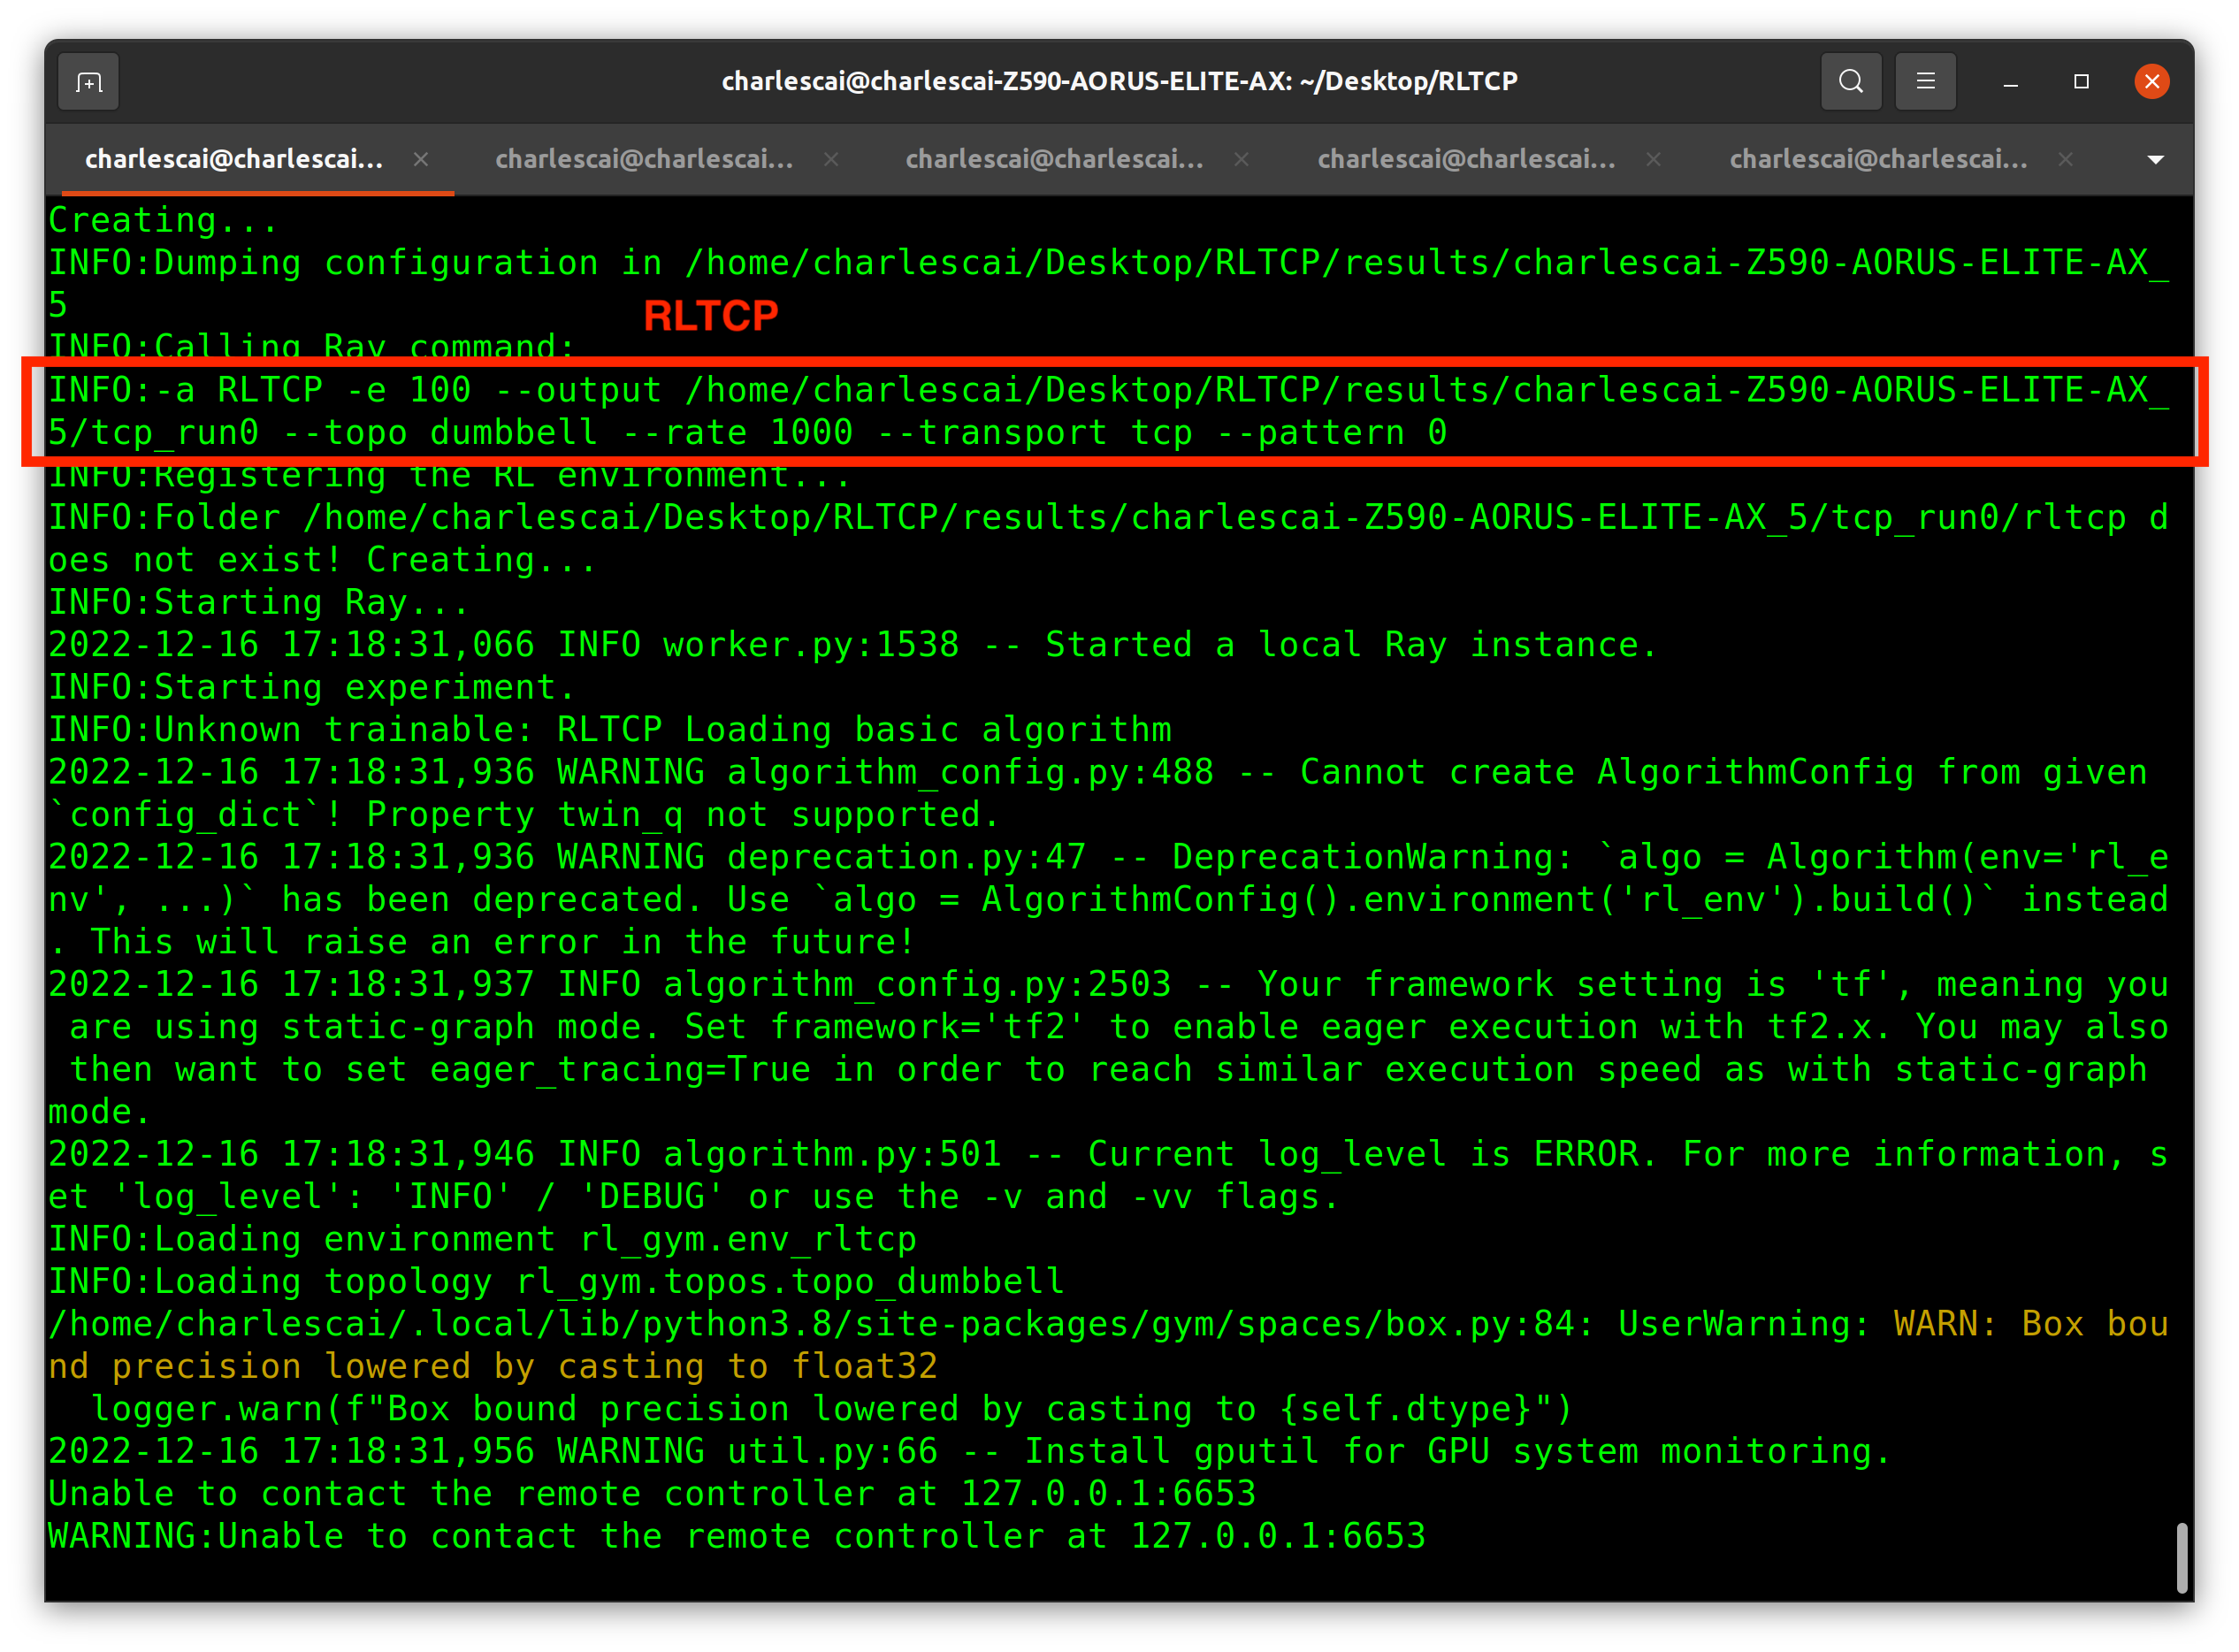 charlescai@charlescai-Z590-AORUS-ELITE-AX: ~/Desktop/RLTCP
charlescai@charlescai... charlescai@charlescai... charlescai@charlescai... charlescai@charlescai... charlescai@charlescai...
Creating...
INFO:Dumping configuration in /home/charlescai/Desktop/RLTCP/results/charlescai-Z590-AORUS-ELITE-AX_
5
RLTCP
INFO:Calling Ray command:
INFO:-a RLTCP -e 100 --output /home/charlescai/Desktop/RLTCP/results/charlescai-Z590-AORUS-ELITE-AX_
5/tcp_run0 --topo dumbbell --rate 1000 --transport tcp --pattern 0
INFO:Registering the RL environment...
INFO:Folder /home/charlescai/Desktop/RLTCP/results/charlescai-Z590-AORUS-ELITE-AX_5/tcp_run0/rltcp d
oes not exist! Creating...
INFO:Starting Ray...
2022-12-16 17:18:31,066 INFO worker.py:1538 -- Started a local Ray instance.
INFO:Starting experiment.
INFO:Unknown trainable: RLTCP Loading basic algorithm
2022-12-16 17:18:31,936 WARNING algorithm_config.py:488 -- Cannot create AlgorithmConfig from given
`config_dict`! Property twin_q not supported.
2022-12-16 17:18:31,936 WARNING deprecation.py:47 -- DeprecationWarning: `algo = Algorithm(env='rl_e
nv', ...)` has been deprecated. Use `algo = AlgorithmConfig().environment('rl_env').build()` instead
. This will raise an error in the future!
2022-12-16 17:18:31,937 INFO algorithm_config.py:2503 -- Your framework setting is 'tf', meaning you
 are using static-graph mode. Set framework='tf2' to enable eager execution with tf2.x. You may also
 then want to set eager_tracing=True in order to reach similar execution speed as with static-graph
mode.
2022-12-16 17:18:31,946 INFO algorithm.py:501 -- Current log_level is ERROR. For more information, s
et 'log_level': 'INFO' / 'DEBUG' or use the -v and -vv flags.
INFO:Loading environment rl_gym.env_rltcp
INFO:Loading topology rl_gym.topos.topo_dumbbell
/home/charlescai/.local/lib/python3.8/site-packages/gym/spaces/box.py:84: UserWarning: WARN: Box bou
nd precision lowered by casting to float32
  logger.warn(f"Box bound precision lowered by casting to {self.dtype}")
2022-12-16 17:18:31,956 WARNING util.py:66 -- Install gputil for GPU system monitoring.
Unable to contact the remote controller at 127.0.0.1:6653
WARNING:Unable to contact the remote controller at 127.0.0.1:6653